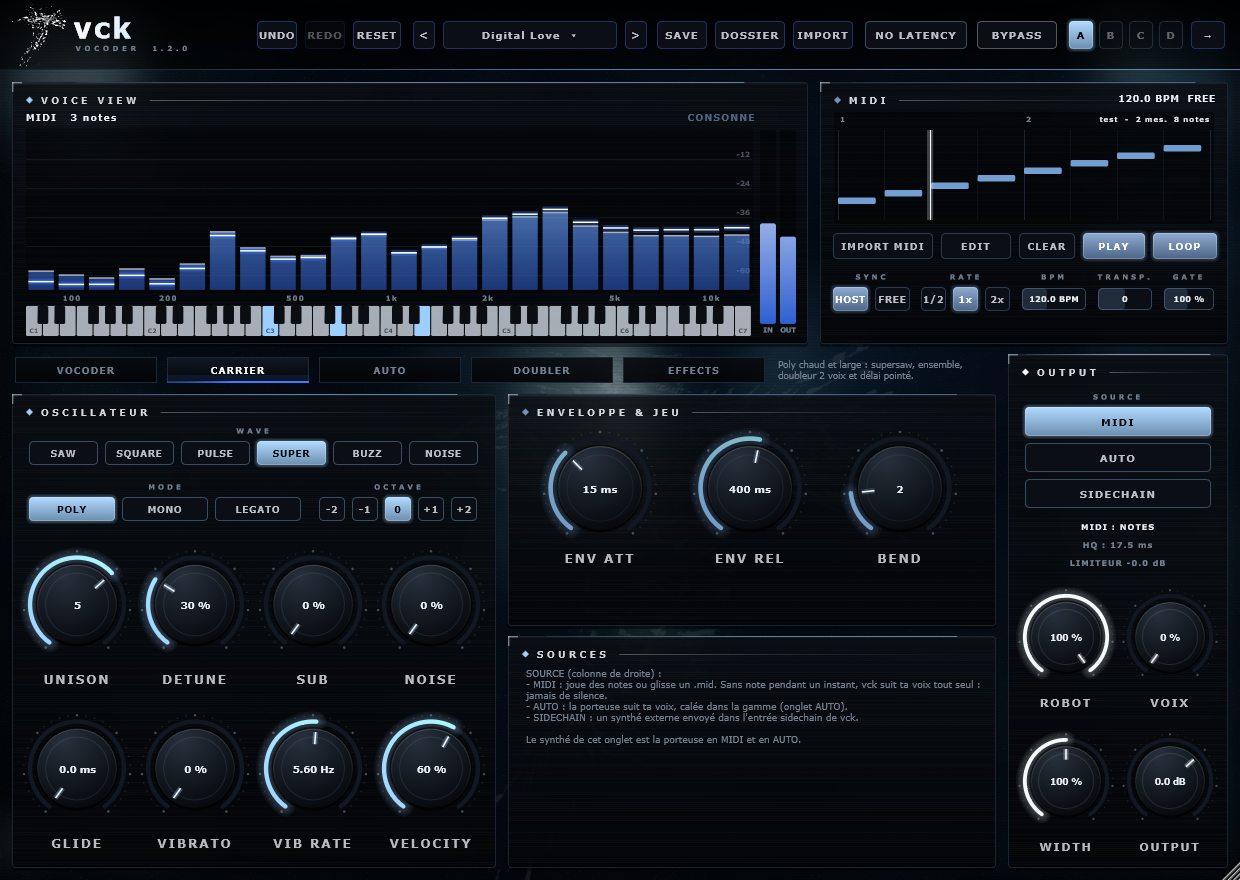 vck
VOCODER 1.2.0
UNDO REDO RESET < Digital Love > SAVE DOSSIER IMPORT NO LATENCY BYPASS A B C D →
VOICE VIEW
MIDI 3 notes CONSONNE
-12
-24
-36
-48
-60
100 200 500 1k 2k 5k 10k
C1 C2 C3 C4 C5 C6 C7 IN OUT
MIDI 120.0 BPM FREE
1 2 test - 2 mes. 8 notes
IMPORT MIDI EDIT CLEAR PLAY LOOP
SYNC RATE BPM TRANSP. GATE
HOST FREE 1/2 1x 2x 120.0 BPM 0 100 %
VOCODER CARRIER AUTO DOUBLER EFFECTS
Poly chaud et large : supersaw, ensemble,
doubleur 2 voix et délai pointé.
OSCILLATEUR
WAVE
SAW SQUARE PULSE SUPER BUZZ NOISE
MODE OCTAVE
POLY MONO LEGATO -2 -1 0 +1 +2
5 30 % 0 % 0 %
UNISON DETUNE SUB NOISE
0.0 ms 0 % 5.60 Hz 60 %
GLIDE VIBRATO VIB RATE VELOCITY
ENVELOPPE & JEU
15 ms 400 ms 2
ENV ATT ENV REL BEND
SOURCES
SOURCE (colonne de droite) :
- MIDI : joue des notes ou glisse un .mid. Sans note pendant un instant, vck suit ta voix tout seul :
jamais de silence.
- AUTO : la porteuse suit ta voix, calée dans la gamme (onglet AUTO).
- SIDECHAIN : un synthé externe envoyé dans l'entrée sidechain de vck.
Le synthé de cet onglet est la porteuse en MIDI et en AUTO.
OUTPUT
SOURCE
MIDI
AUTO
SIDECHAIN
MIDI : NOTES
HQ : 17.5 ms
LIMITEUR -0.0 dB
100 % 0 %
ROBOT VOIX
100 % 0.0 dB
WIDTH OUTPUT